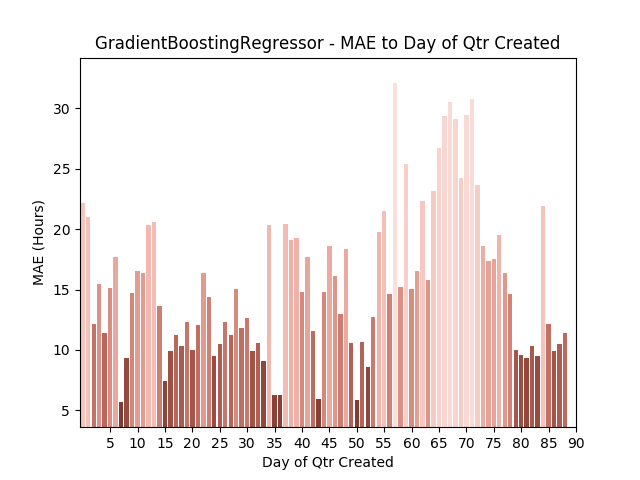 GradientBoostingRegressor - MAE to Day of Qtr Created
MAE (Hours)
30
25
20
15
10
5
5 10 15 20 25 30 35 40 45 50 55 60 65 70 75 80 85 90
Day of Qtr Created